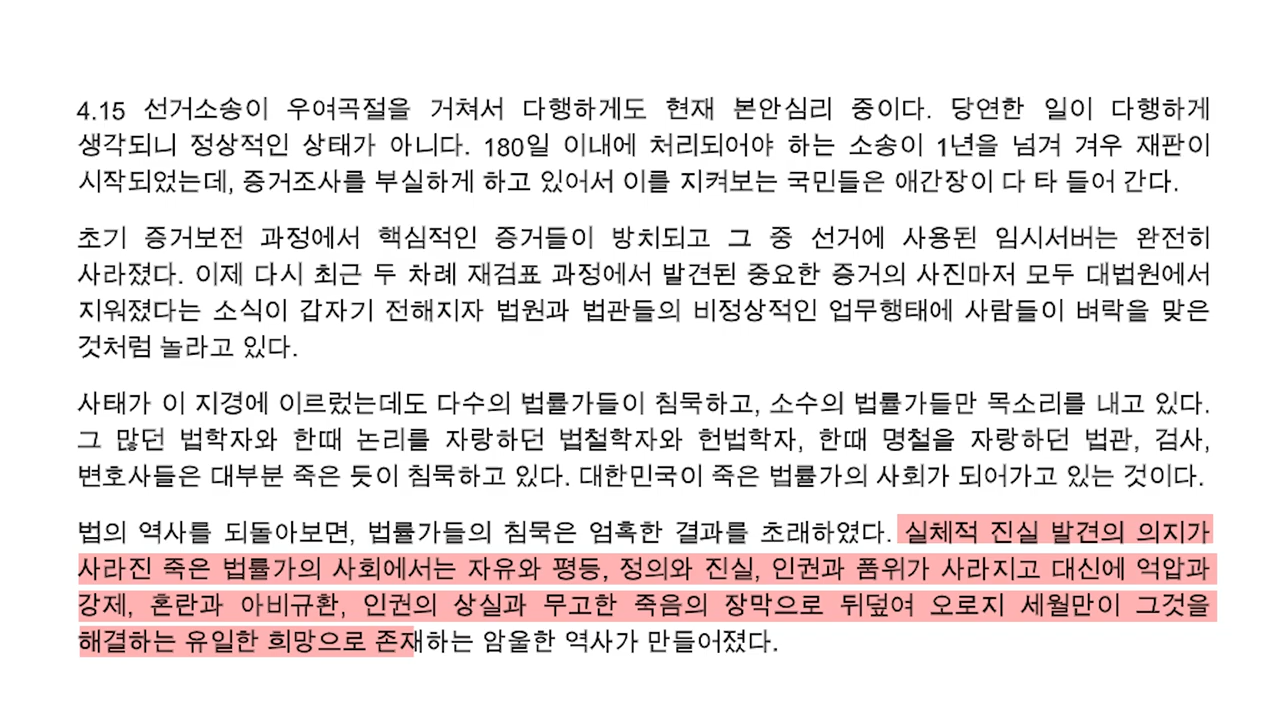 4.15 선거소송이 우여곡절을 거쳐서 다행하게도 현재 본안심리 중이다. 당연한 일이 다행하게
생각되니 정상적인 상태가 아니다. 180일 이내에 처리되어야 하는 소송이 1년을 넘겨 겨우 재판이
시작되었는데, 증거조사를 부실하게 하고 있어서 이를 지켜보는 국민들은 애간장이 다 타 들어 간다.
초기 증거보전 과정에서 핵심적인 증거들이 방치되고 그 중 선거에 사용된 임시서버는 완전히
사라졌다. 이제 다시 최근 두 차례 재검표 과정에서 발견된 중요한 증거의 사진마저 모두 대법원에서
지워졌다는 소식이 갑자기 전해지자 법원과 법관들의 비정상적인 업무행태에 사람들이 벼락을 맞은
것처럼 놀라고 있다.
사태가 이 지경에 이르렀는데도 다수의 법률가들이 침묵하고, 소수의 법률가들만 목소리를 내고 있다.
그 많던 법학자와 한때 논리를 자랑하던 법철학자와 헌법학자, 한때 명철을 자랑하던 법관, 검사,
변호사들은 대부분 죽은 듯이 침묵하고 있다. 대한민국이 죽은 법률가의 사회가 되어가고 있는 것이다.
법의 역사를 되돌아보면, 법률가들의 침묵은 엄혹한 결과를 초래하였다. 실체적 진실 발견의 의지가
사라진 죽은 법률가의 사회에서는 자유와 평등, 정의와 진실, 인권과 품위가 사라지고 대신에 억압과
강제, 혼란과 아비규환, 인권의 상실과 무고한 죽음의 장막으로 뒤덮여 오로지 세월만이 그것을
해결하는 유일한 희망으로 존재하는 암울한 역사가 만들어졌다.